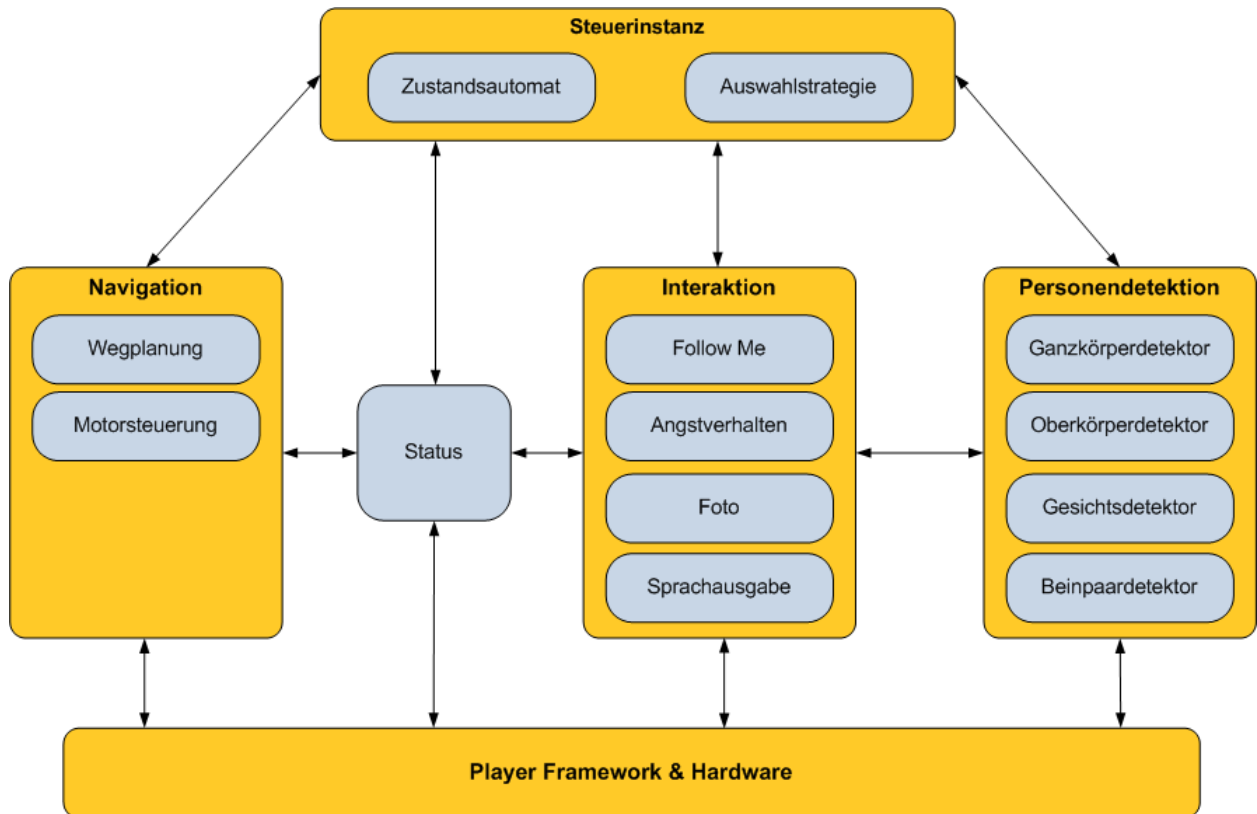 Steuerinstanz
Zustandsautomat
Auswahlstrategie
Navigation
Wegplanung
Motorsteuerung
Status
Interaktion
Follow Me
Angstverhalten
Foto
Sprachausgabe
Personendetektion
Ganzkörperdetektor
Oberkörperdetektor
Gesichtsdetektor
Beinpaardetektor
Player Framework & Hardware